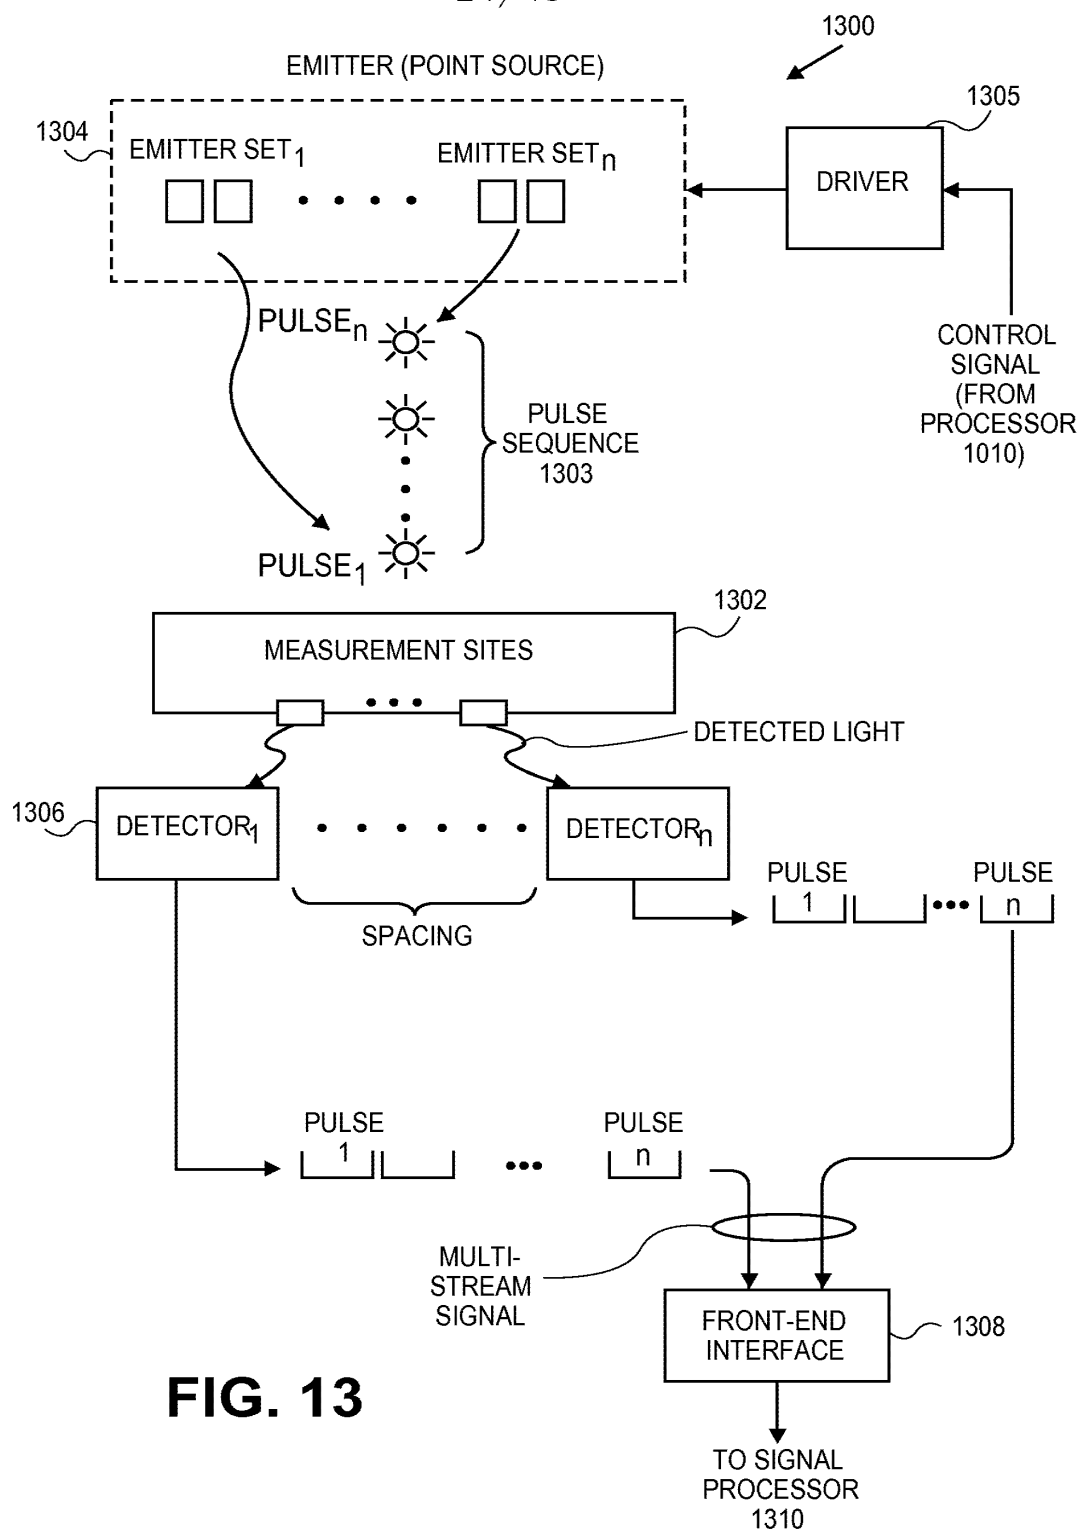 1300
EMITTER (POINT SOURCE)
1305
1304
EMITTER SET1
EMITTER SETn
DRIVER
PULSEn
CONTROL
SIGNAL
(FROM
PROCESSOR
1010)
PULSE
SEQUENCE
1303
PULSE1
1302
MEASUREMENT SITES
DETECTED LIGHT
1306
DETECTOR1
DETECTORn
PULSE
1
PULSE
n
SPACING
PULSE
1
PULSE
n
MULTI-
STREAM
SIGNAL
FRONT-END
INTERFACE
1308
FIG. 13
TO SIGNAL
PROCESSOR
1310